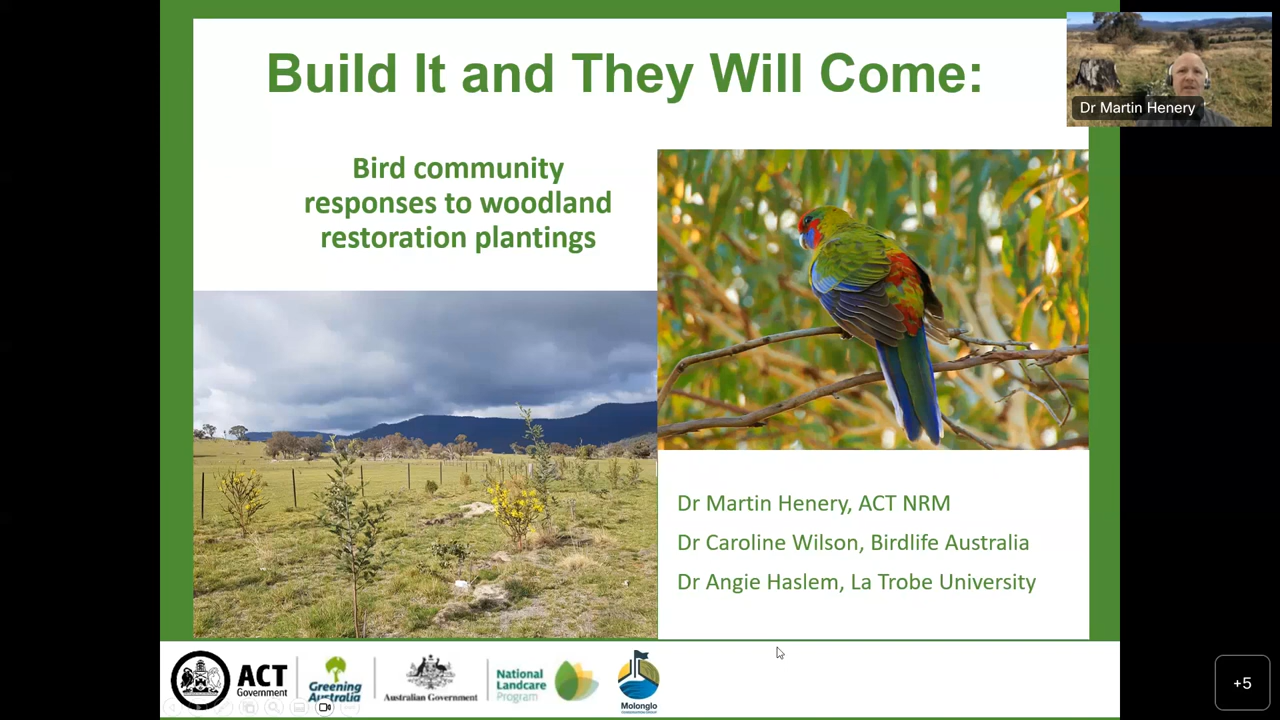 Build It and They Will Come:
Dr Martin Henery
Bird community
responses to woodland
restoration plantings
Dr Martin Henery, ACT NRM
Dr Caroline Wilson, Birdlife Australia
Dr Angie Haslem, La Trobe University
ACT
Government
Greening
Australia
Australian Government
National
Landcare
Program
Molonglo
+5